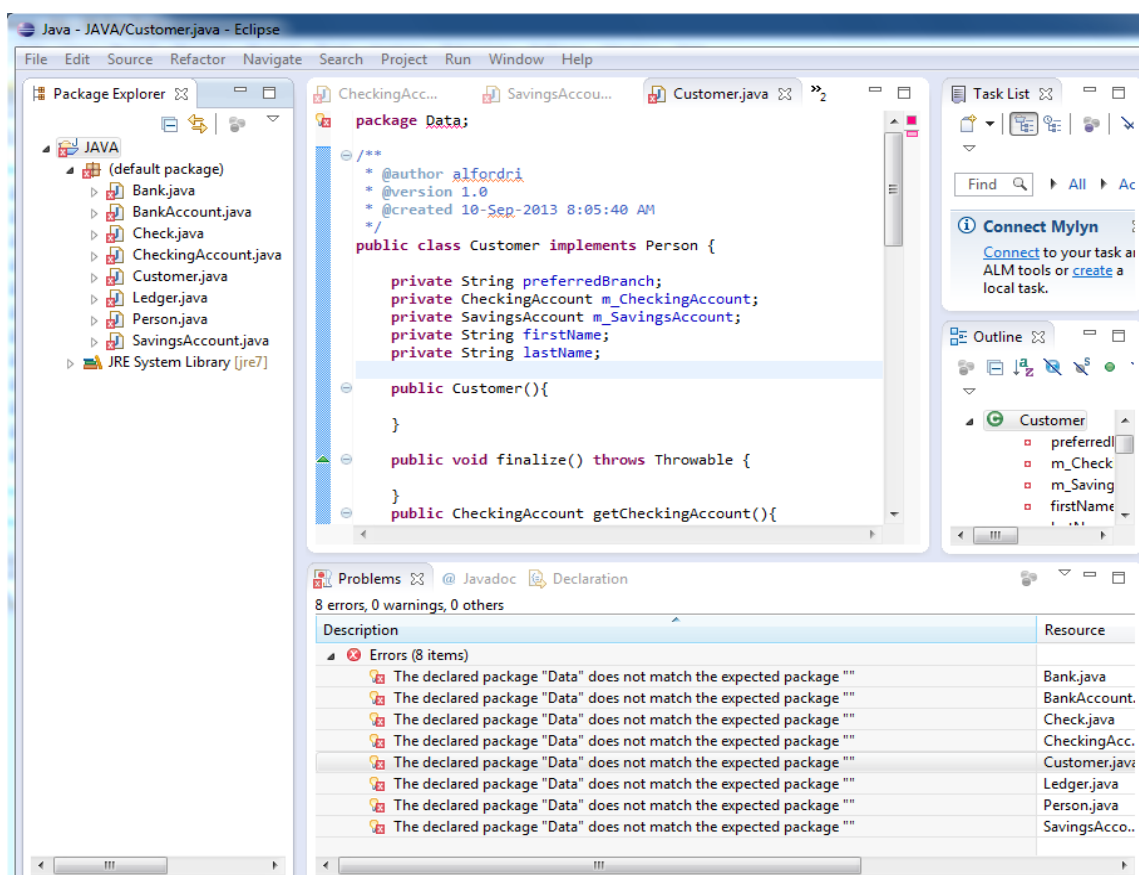 Java - JAVA/Customer.java - Eclipse
File Edit Source Refactor Navigate Search Project Run Window Help
Package Explorer
JAVA
(default package)
Bank.java
BankAccount.java
Check.java
CheckingAccount.java
Customer.java
Ledger.java
Person.java
SavingsAccount.java
JRE System Library [jre7]
CheckingAcc... SavingsAccou... Customer.java »2
package Data;
/**
* @author alfordri
* @version 1.0
* @created 10-Sep-2013 8:05:40 AM
*/
public class Customer implements Person {
private String preferredBranch;
private CheckingAccount m_CheckingAccount;
private SavingsAccount m_SavingsAccount;
private String firstName;
private String lastName;
public Customer(){
}
public void finalize() throws Throwable {
}
public CheckingAccount getCheckingAccount(){
Task List
Find All Ac
Connect Mylyn
Connect to your task a
ALM tools or create a
local task.
Outline
Customer
preferredl
m_Check
m_Saving
firstName
Problems @ Javadoc Declaration
8 errors, 0 warnings, 0 others
Description Resource
Errors (8 items)
The declared package "Data" does not match the expected package "" Bank.java
The declared package "Data" does not match the expected package "" BankAccount.
The declared package "Data" does not match the expected package "" Check.java
The declared package "Data" does not match the expected package "" CheckingAcc..
The declared package "Data" does not match the expected package "" Customer.java
The declared package "Data" does not match the expected package "" Ledger.java
The declared package "Data" does not match the expected package "" Person.java
The declared package "Data" does not match the expected package "" SavingsAcco..